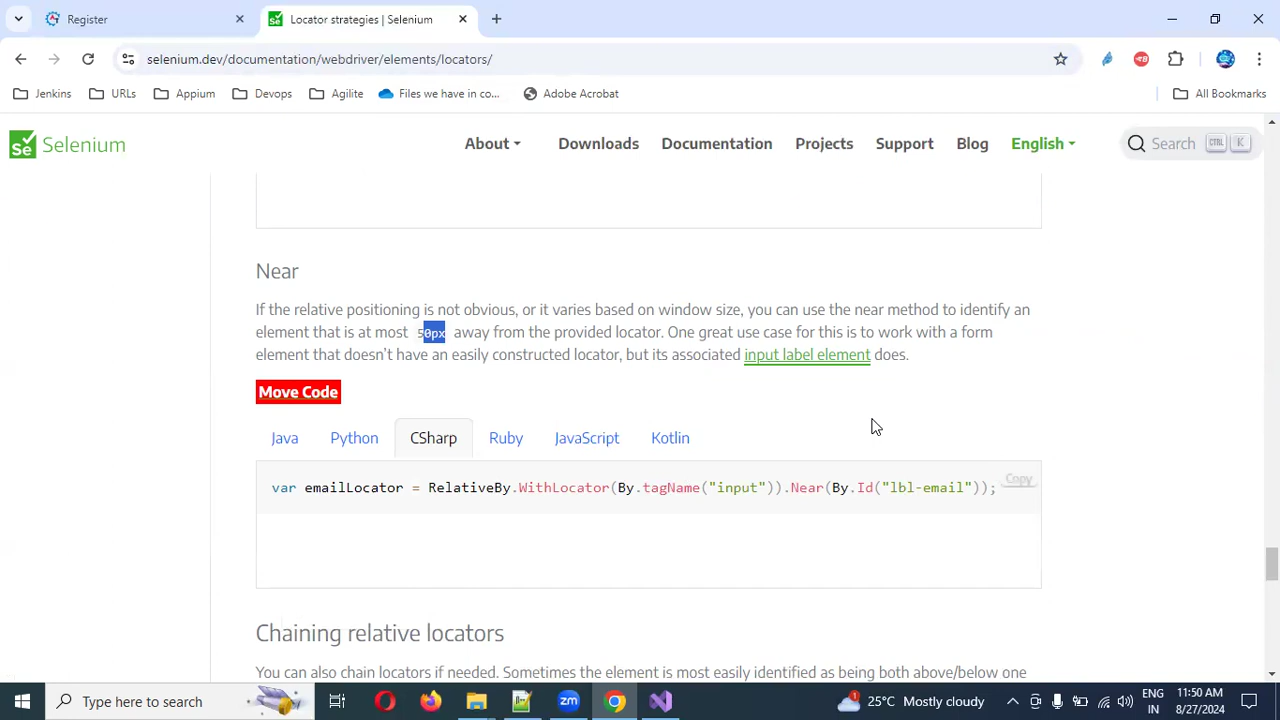 Register
Locator strategies | Selenium
selenium.dev/documentation/webdriver/elements/locators/
Jenkins
URLs
Appium
Devops
Agilite
Files we have in co...
Adobe Acrobat
All Bookmarks
Se Selenium
About
Downloads
Documentation
Projects
Support
Blog
English
Search CTRL K
Near
If the relative positioning is not obvious, or it varies based on window size, you can use the near method to identify an
element that is at most 50px away from the provided locator. One great use case for this is to work with a form
element that doesn't have an easily constructed locator, but its associated input label element does.
Move Code
Java
Python
CSharp
Ruby
JavaScript
Kotlin
var emailLocator = RelativeBy.WithLocator(By.tagName("input")).Near(By.Id("lbl-email"));
Copy
Chaining relative locators
You can also chain locators if needed. Sometimes the element is most easily identified as being both above/below one
Type here to search
zm
1
25°C Mostly cloudy
ENG
IN
11:50 AM
8/27/2024